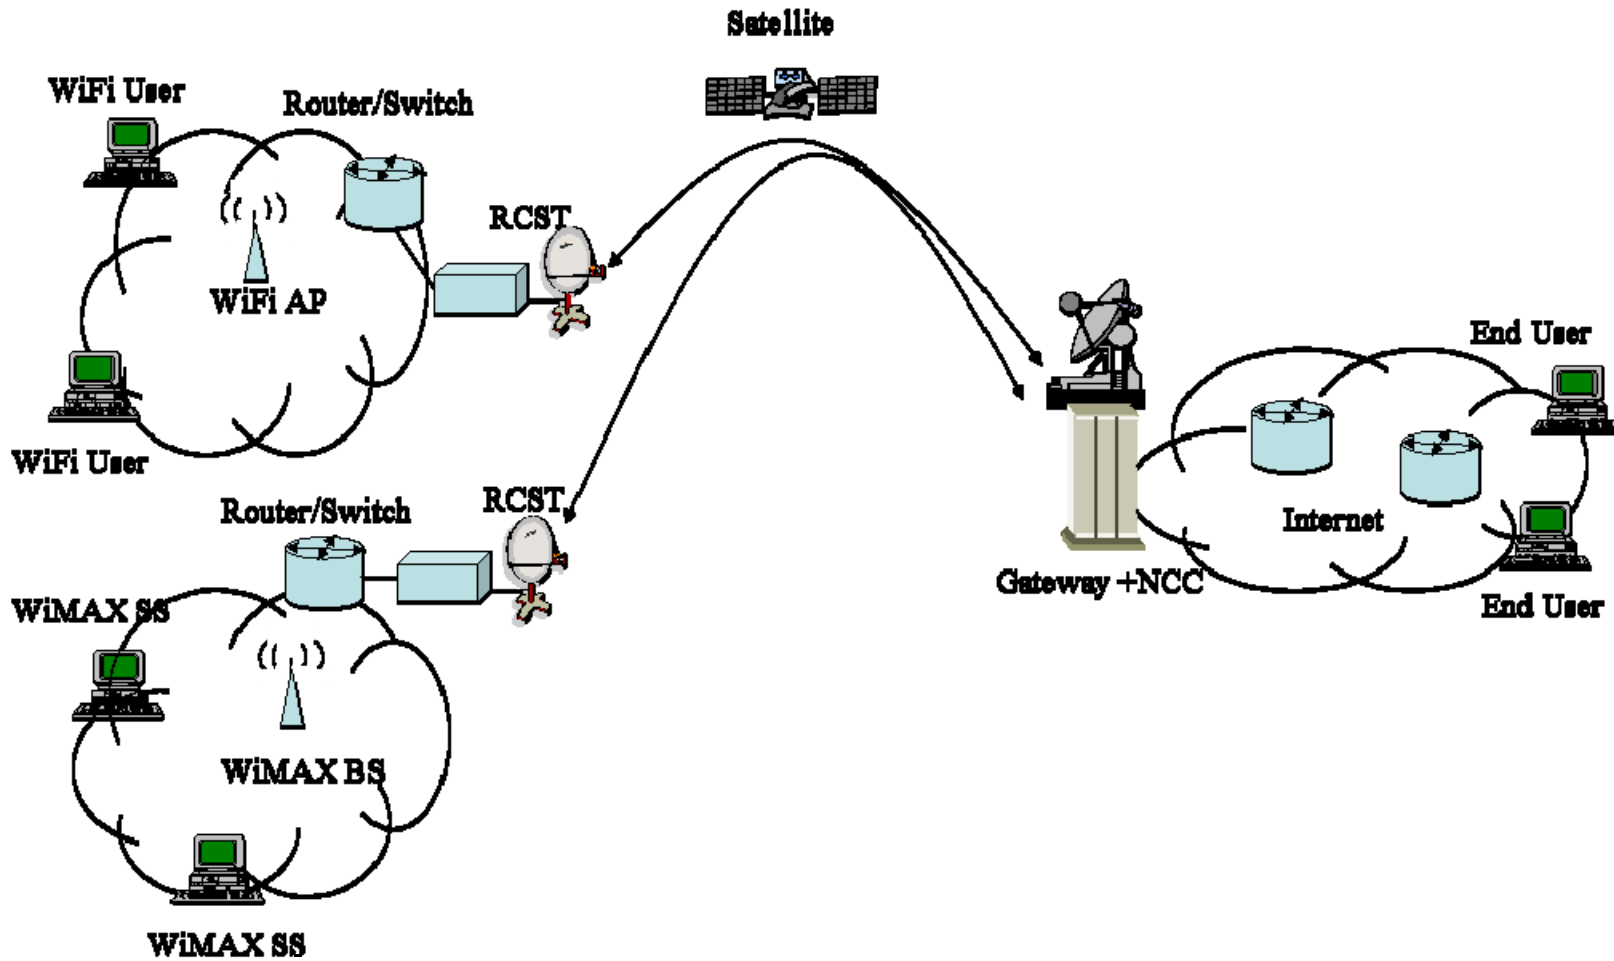 Satellite
WiFi User
Router/Switch
RCST
WiFi AP
End User
WiFi User
RCST
Router/Switch
Internet
Gateway +NCC
End User
WiMAX SS
WiMAX BS
WiMAX SS